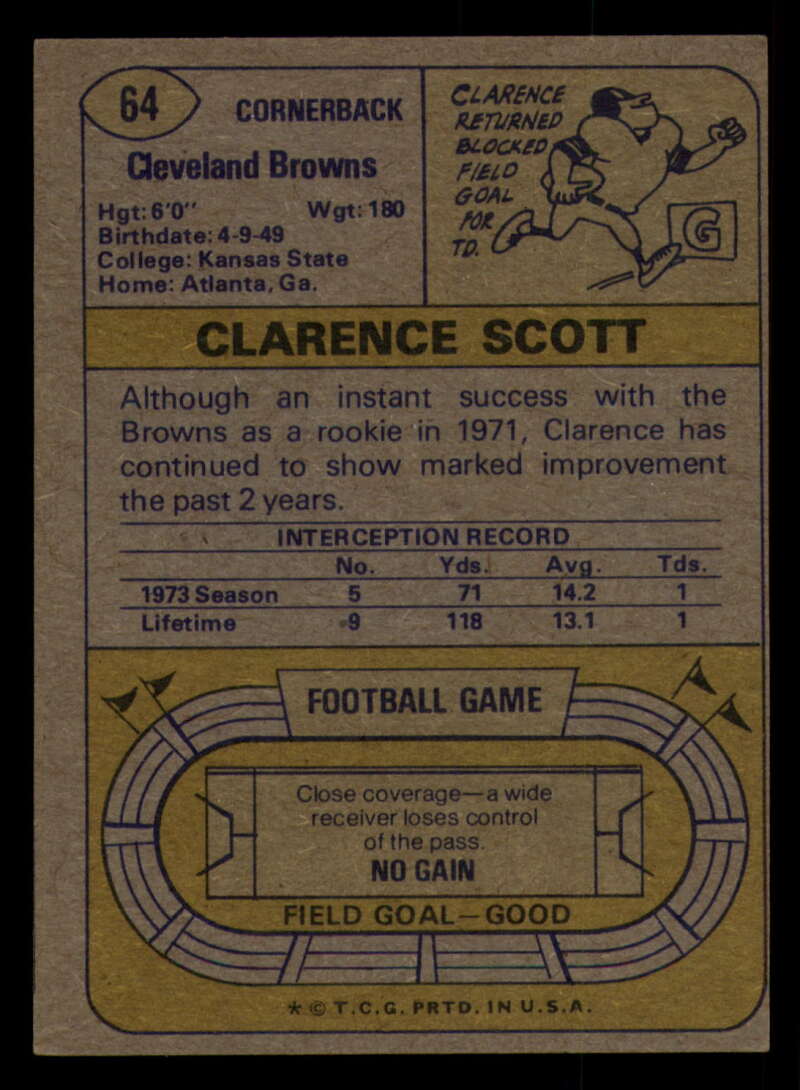 64
CORNERBACK
Cleveland Browns
Hgt: 6'0" Wgt: 180
Birthdate: 4-9-49
College: Kansas State
Home: Atlanta, Ga.
CLARENCE
RETURNED
BLOCKED
FIELD
GOAL
FOR
TD.
G
CLARENCE SCOTT
Although an instant success with the
Browns as a rookie in 1971, Clarence has
continued to show marked improvement
the past 2 years.
INTERCEPTION RECORD
No. Yds. Avg. Tds.
1973 Season 5 71 14.2 1
Lifetime 9 118 13.1 1
FOOTBALL GAME
Close coverage—a wide
receiver loses control
of the pass.
NO GAIN
FIELD GOAL—GOOD
* © T.C.G. PRTD. IN U.S.A.